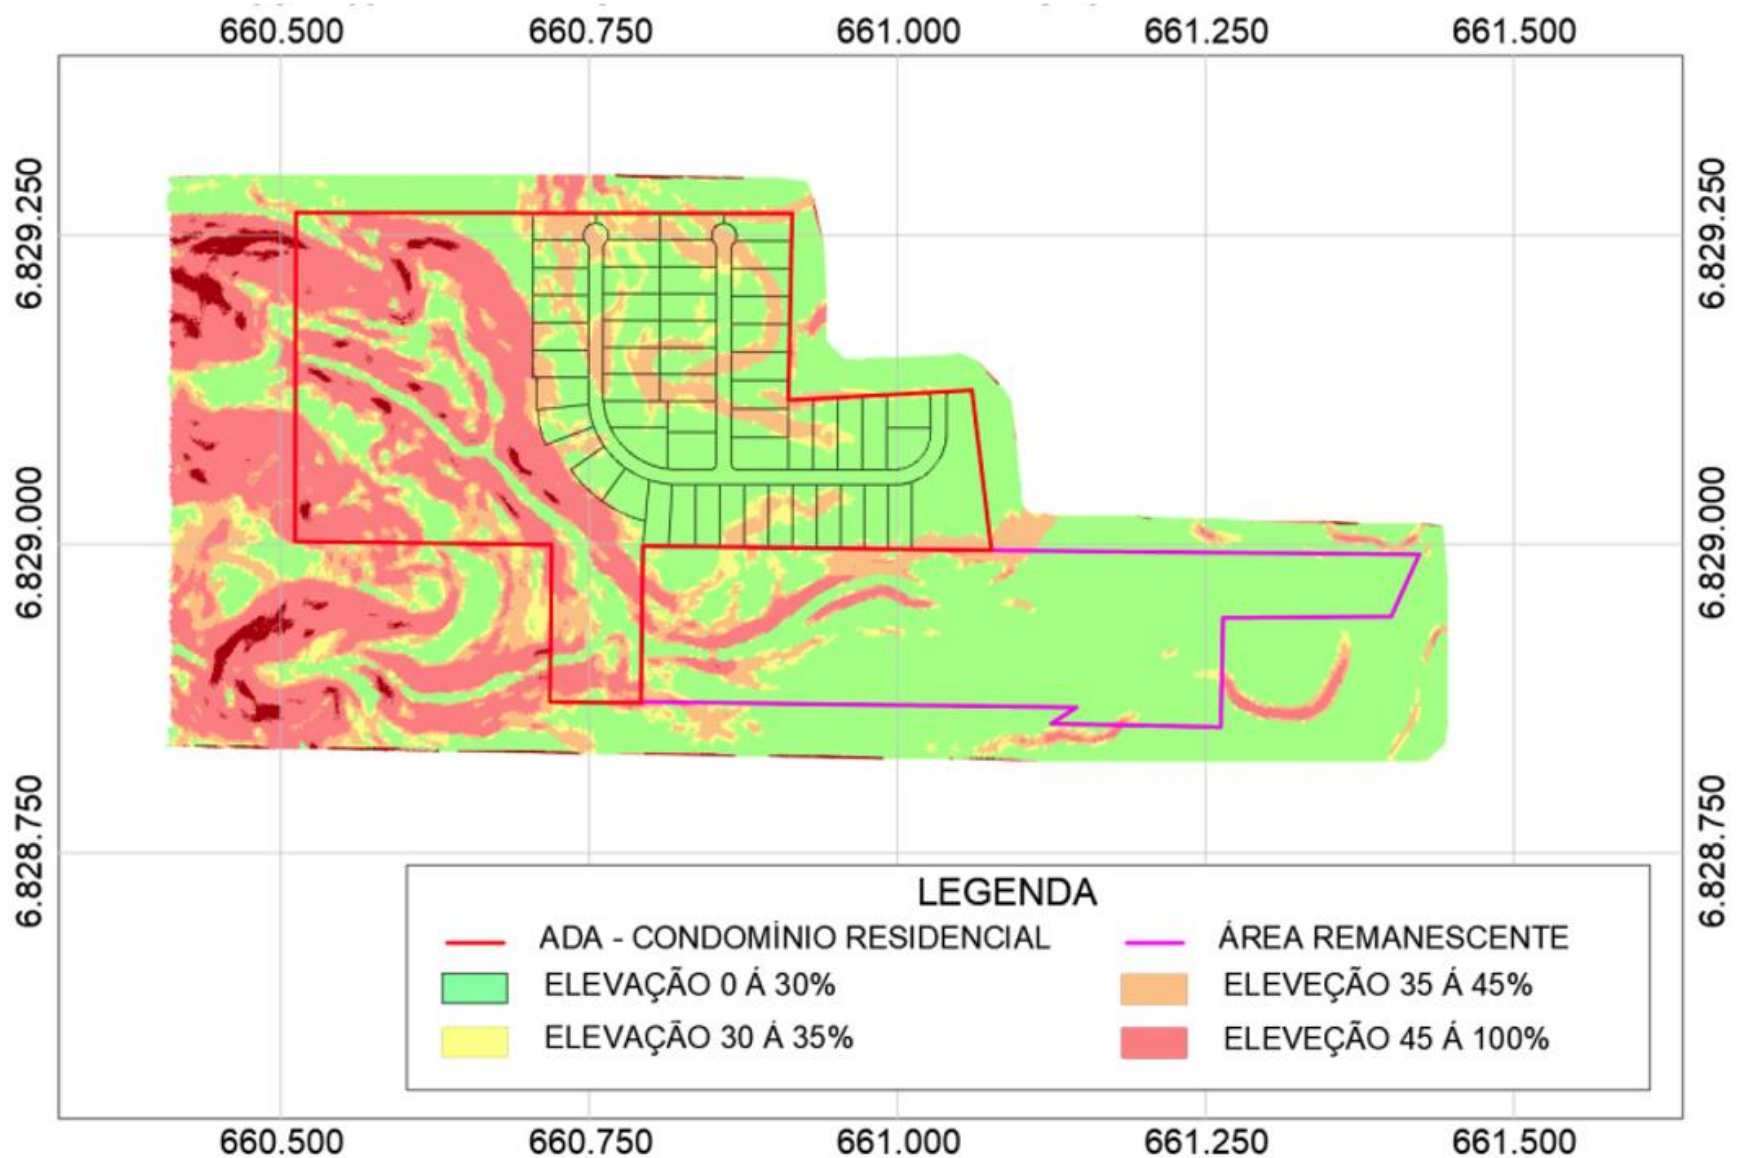 660.500 660.750 661.000 661.250 661.500
6.829.250
6.829.000
6.828.750
6.829.250
6.829.000
6.828.750
LEGENDA
ADA - CONDOMÍNIO RESIDENCIAL
ÁREA REMANESCENTE
ELEVAÇÃO 0 Á 30%
ELEVEÇÃO 35 Á 45%
ELEVAÇÃO 30 Á 35%
ELEVEÇÃO 45 Á 100%
660.500 660.750 661.000 661.250 661.500